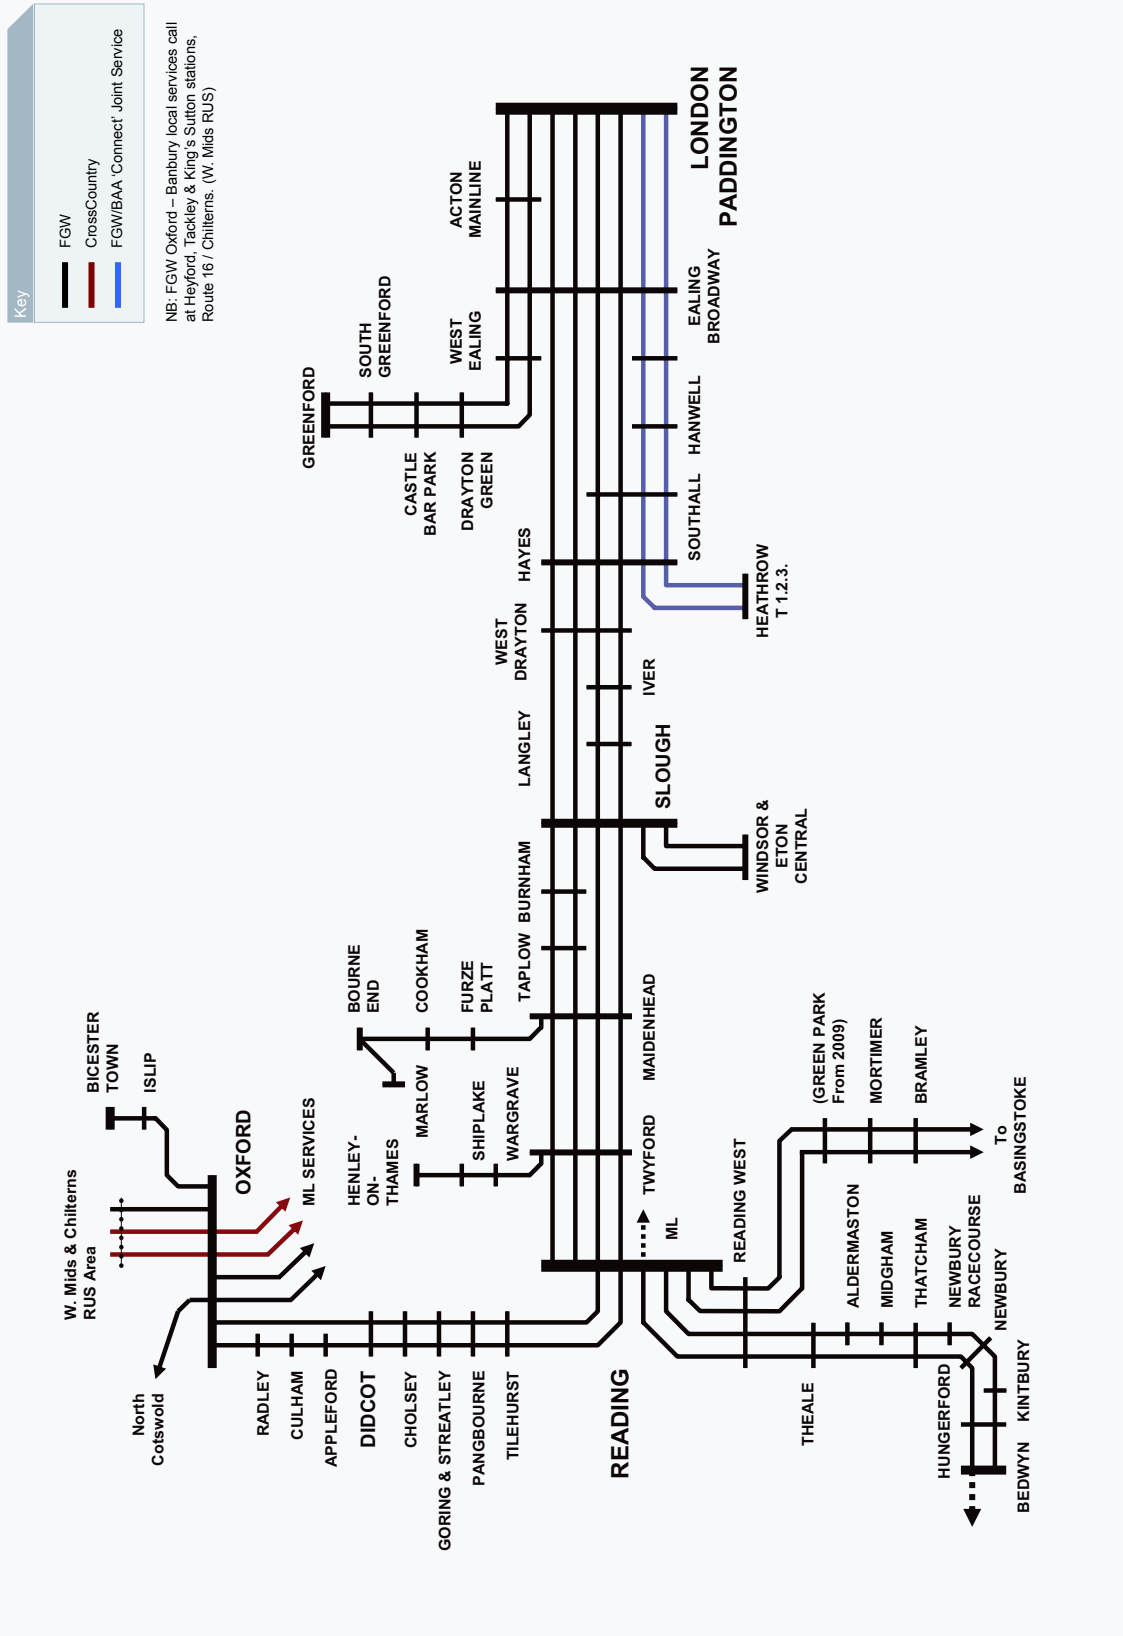 Key
FGW
CrossCountry
FGW/BAA 'Connect' Joint Service
NB: FGW Oxford – Banbury local services call
at Heyford, Tackley & King's Sutton stations,
Route 16 / Chilterns. (W. Mids RUS)
W. Mids & Chilterns
RUS Area
BICESTER
TOWN
ISLIP
North
Cotswold
OXFORD
ML SERVICES
RADLEY
CULHAM
APPLEFORD
DIDCOT
CHOLSEY
GORING & STREATLEY
PANGBOURNE
TILEHURST
HENLEY-
ON-
THAMES
SHIPLAKE
WARGRAVE
BOURNE
END
MARLOW
COOKHAM
FURZE
PLATT
GREENFORD
SOUTH
GREENFORD
CASTLE
BAR PARK
DRAYTON
GREEN
WEST
EALING
ACTON
MAINLINE
TAPLOW
BURNHAM
LANGLEY
WEST
DRAYTON
HAYES
READING
ML
TWYFORD
MAIDENHEAD
SLOUGH
IVER
SOUTHALL
HANWELL
EALING
BROADWAY
LONDON
PADDINGTON
WINDSOR &
ETON
CENTRAL
HEATHROW
T 1.2.3.
READING WEST
(GREEN PARK
From 2009)
MORTIMER
BRAMLEY
To
BASINGSTOKE
THEALE
ALDERMASTON
MIDGHAM
THATCHAM
NEWBURY
RACECOURSE
NEWBURY
HUNGERFORD
KINTBURY
BEDWYN